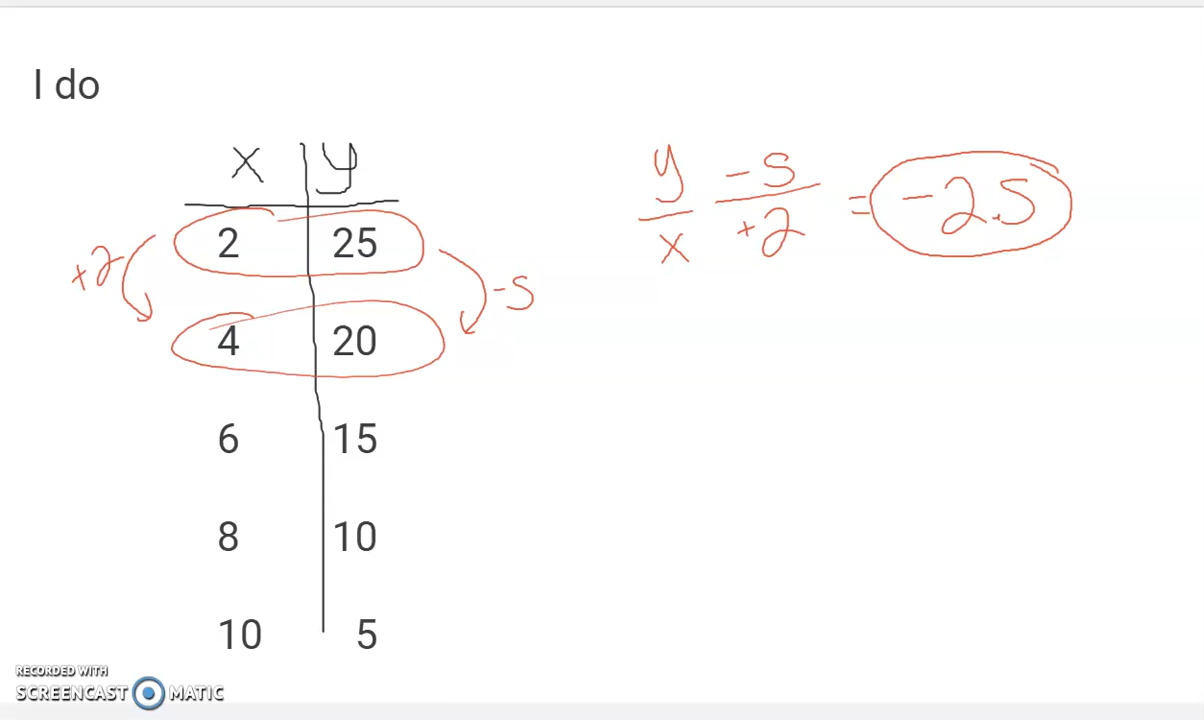 I do
x y
2 25
+2
-5
4 20
6 15
8 10
10 5
y -5
x +2
= -2.5
RECORDED WITH
SCREENCAST MATIC